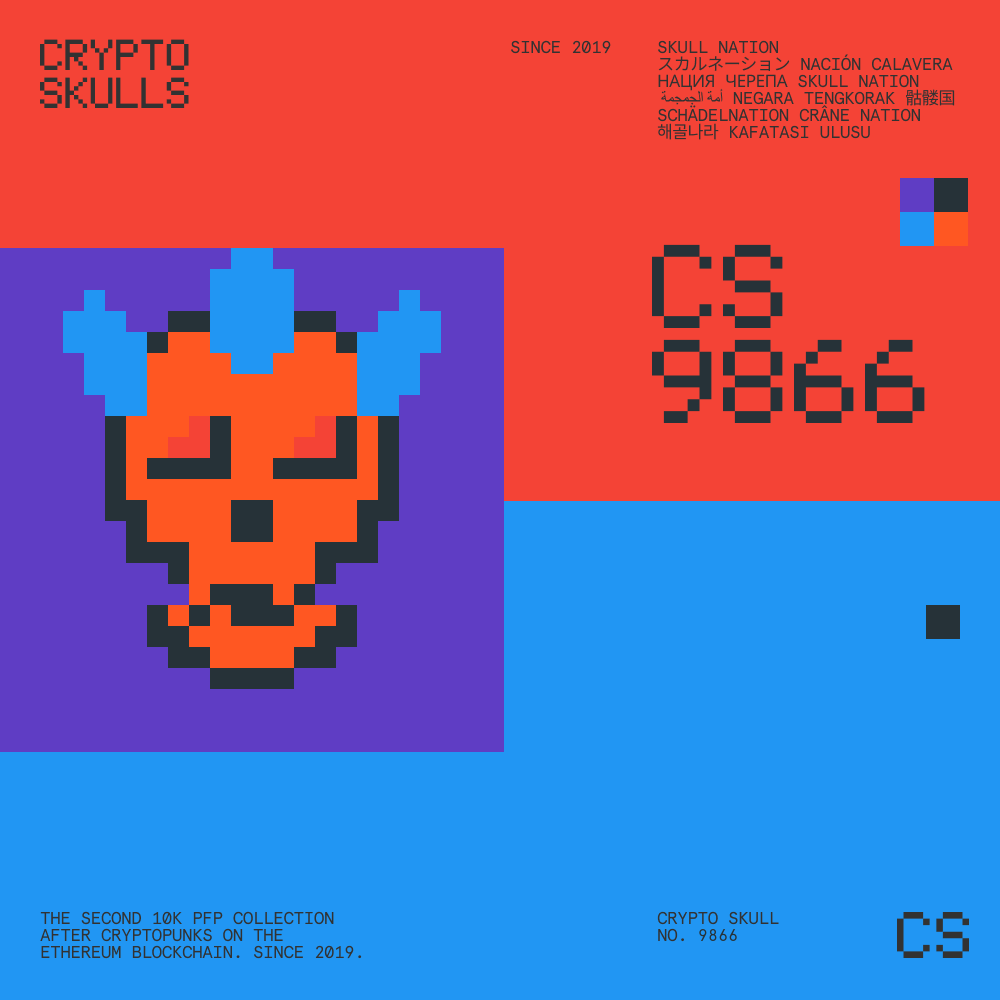 CRYPTO
SKULLS
SINCE 2019
SKULL NATION
スカルネーション NACIÓN CALAVERA
НАЦИЯ ЧЕРЕПА SKULL NATION
أمة الجمجمة NEGARA TENGKORAK 骷髅国
SCHÄDELNATION CRÂNE NATION
해골나라 KAFATASI ULUSU
CS
9866
THE SECOND 10K PFP COLLECTION
AFTER CRYPTOPUNKS ON THE
ETHEREUM BLOCKCHAIN. SINCE 2019.
CRYPTO SKULL
NO. 9866
CS